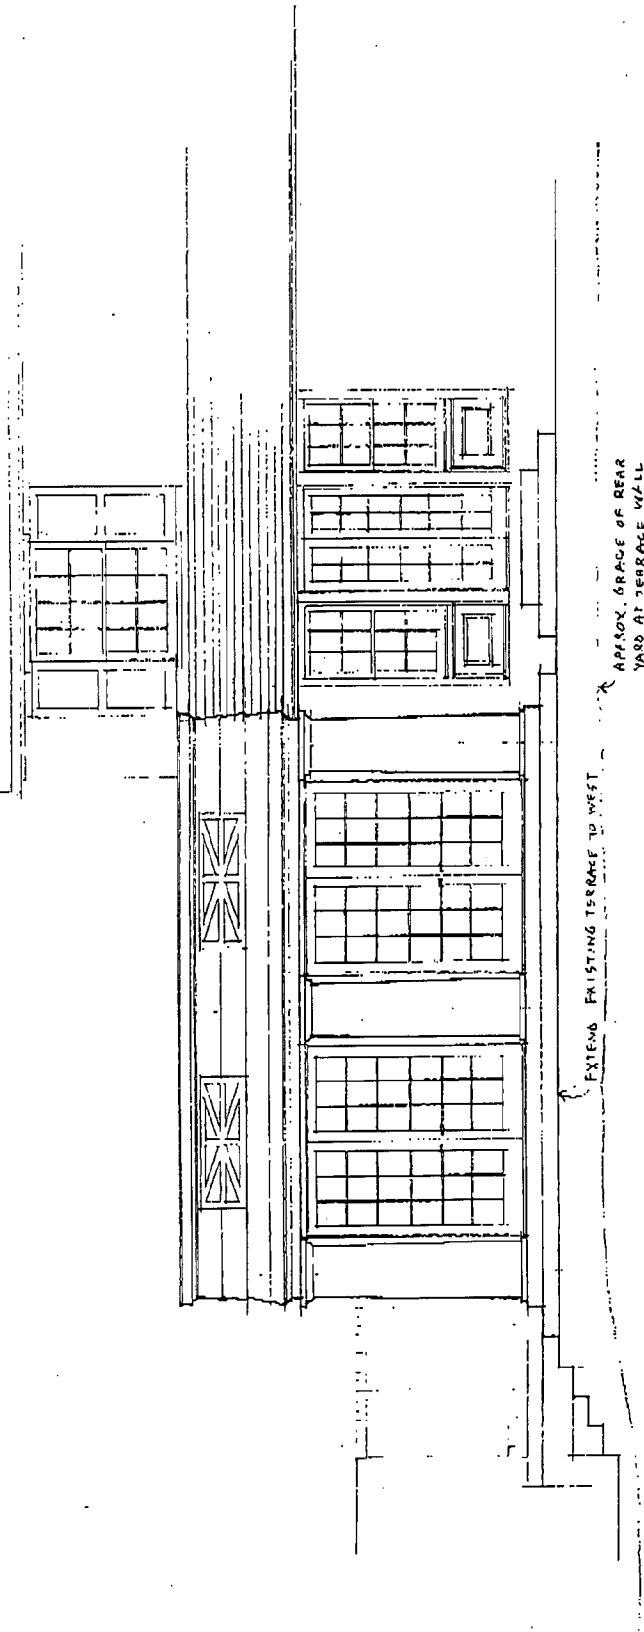 EXTEND EXISTING TERRACE TO WEST
APPROX. GRADE OF REAR
YARD AT TERRACE WALL